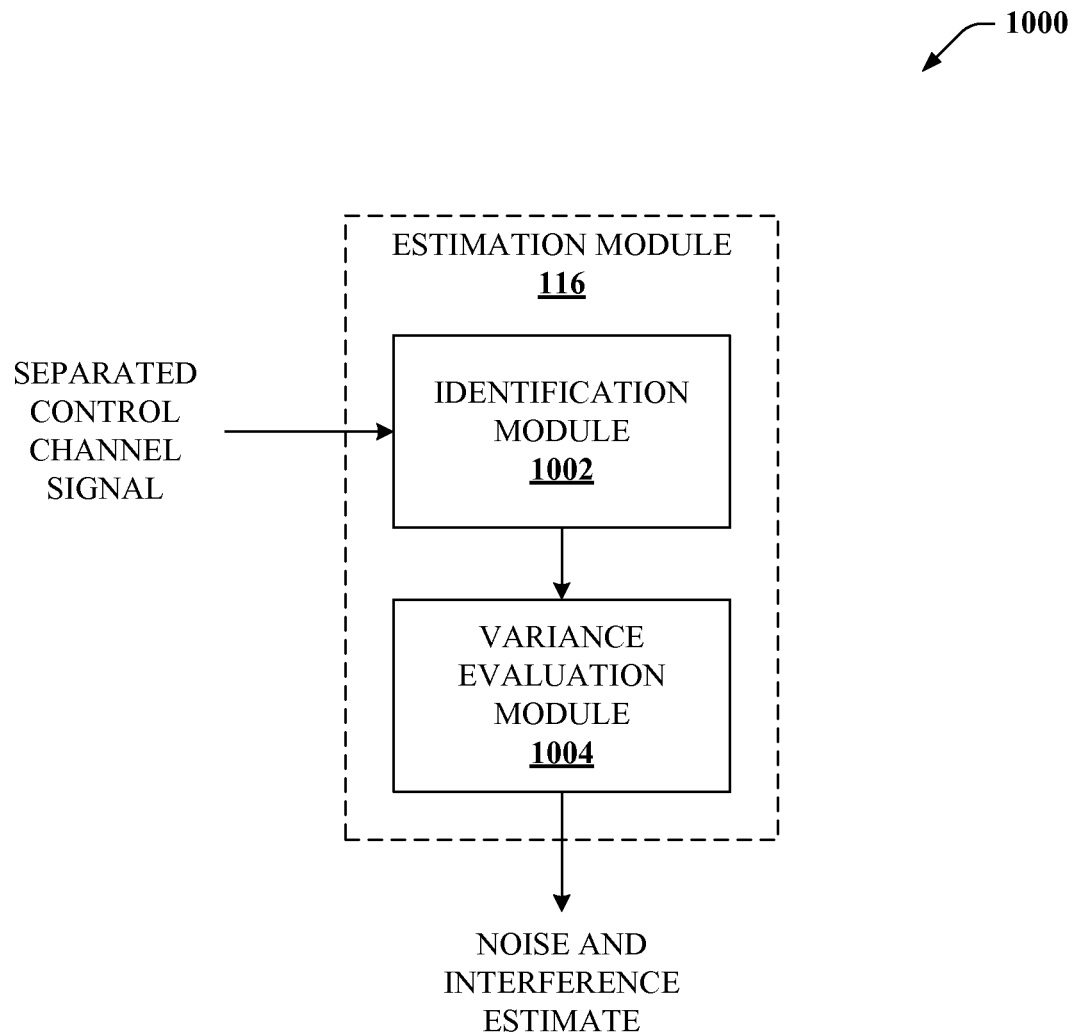 1000
ESTIMATION MODULE
116
SEPARATED
CONTROL
CHANNEL
SIGNAL
IDENTIFICATION
MODULE
1002
VARIANCE
EVALUATION
MODULE
1004
NOISE AND
INTERFERENCE
ESTIMATE